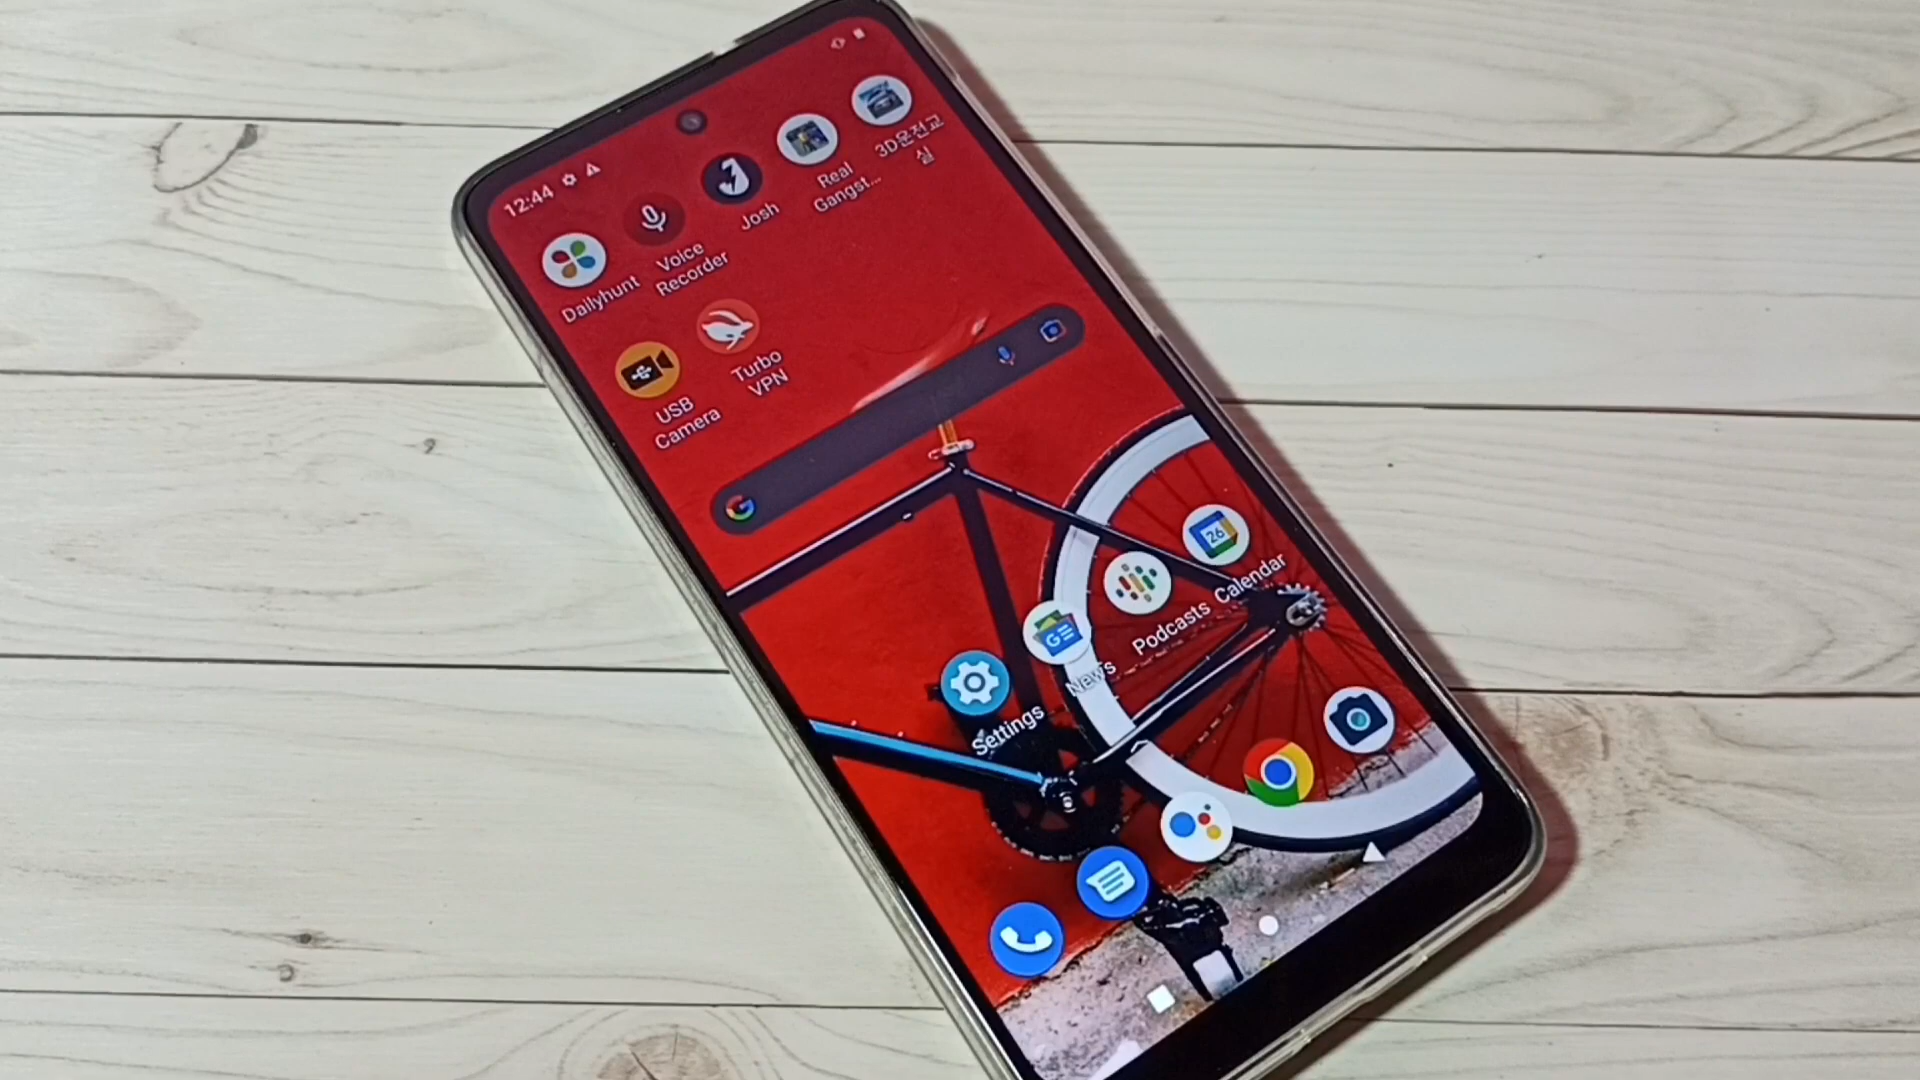 12:44
Dailyhunt
Voice
Recorder
Josh
Real
Gangst...
3D운전교
실
USB
Camera
Turbo
VPN
G
Settings
News
Podcasts
Calendar
26